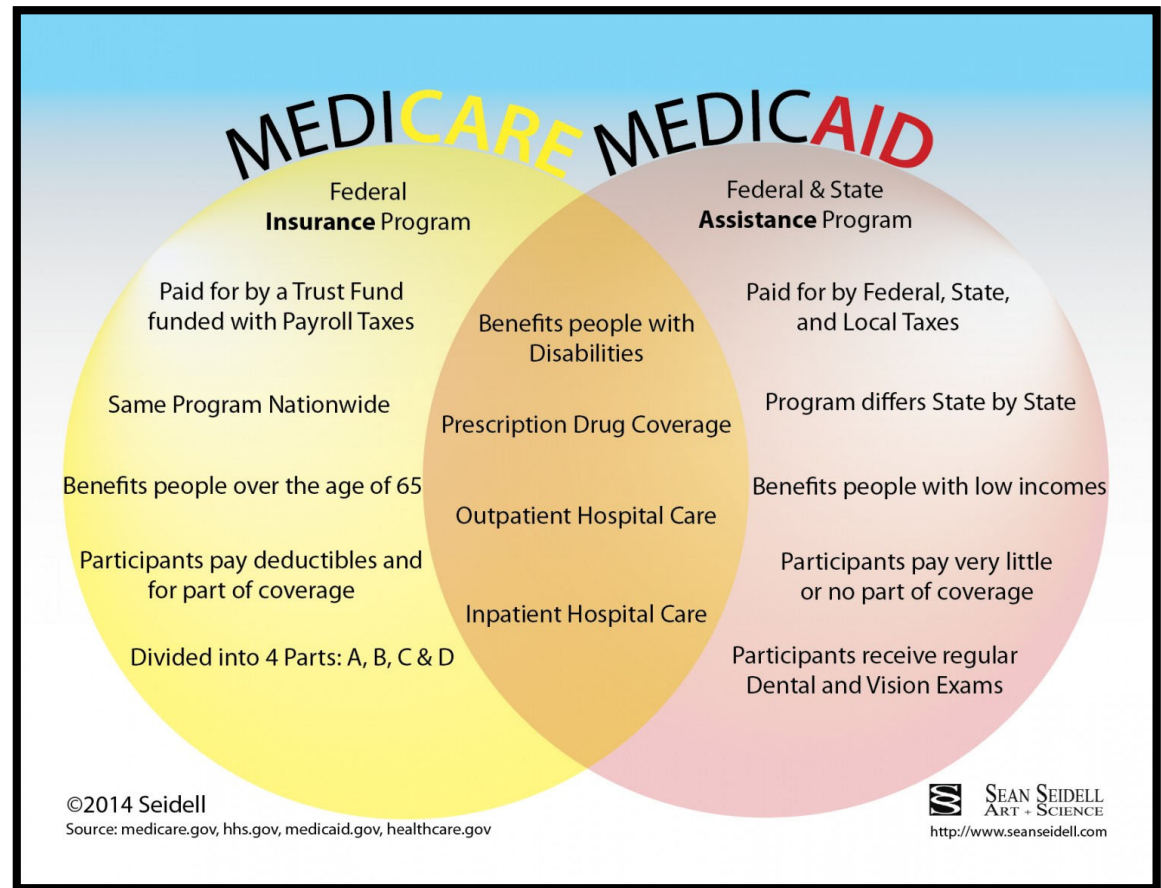 MEDICARE MEDICAID
Federal
Insurance Program
Paid for by a Trust Fund
funded with Payroll Taxes
Same Program Nationwide
Benefits people over the age of 65
Participants pay deductibles and
for part of coverage
Divided into 4 Parts: A, B, C & D
Benefits people with
Disabilities
Prescription Drug Coverage
Outpatient Hospital Care
Inpatient Hospital Care
Federal & State
Assistance Program
Paid for by Federal, State,
and Local Taxes
Program differs State by State
Benefits people with low incomes
Participants pay very little
or no part of coverage
Participants receive regular
Dental and Vision Exams
©2014 Seidell
Source: medicare.gov, hhs.gov, medicaid.gov, healthcare.gov
SEAN SEIDELL
ART + SCIENCE
http://www.seanseidell.com